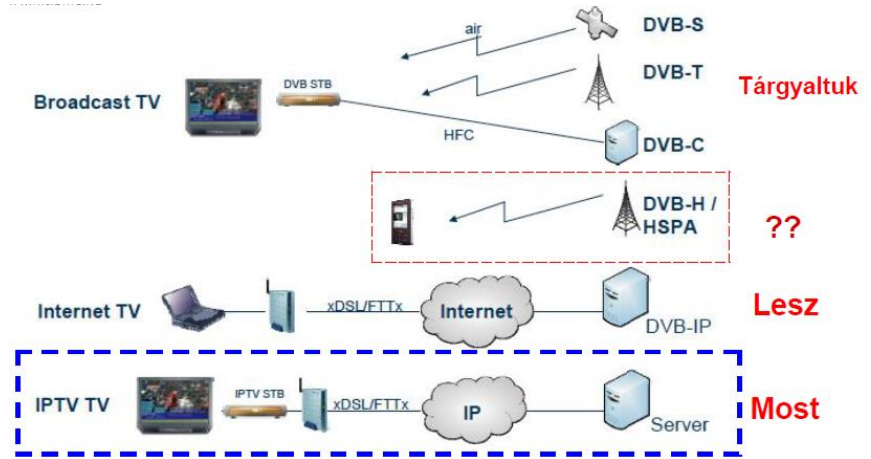 air
DVB-S
DVB-T
Tárgyaltuk
DVB STB
Broadcast TV
HFC
DVB-C
DVB-H /
HSPA
??
Internet TV
xDSL/FTTx
Internet
DVB-IP
Lesz
IPTV TV
IPTV STB
xDSL/FTTx
IP
Server
Most